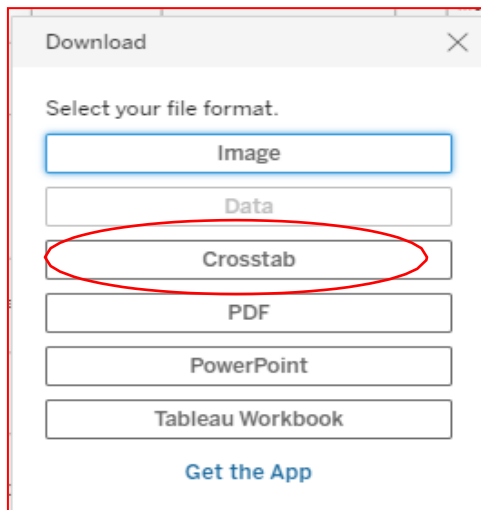 Download
Select your file format.
Image
Data
Crosstab
PDF
PowerPoint
Tableau Workbook
Get the App